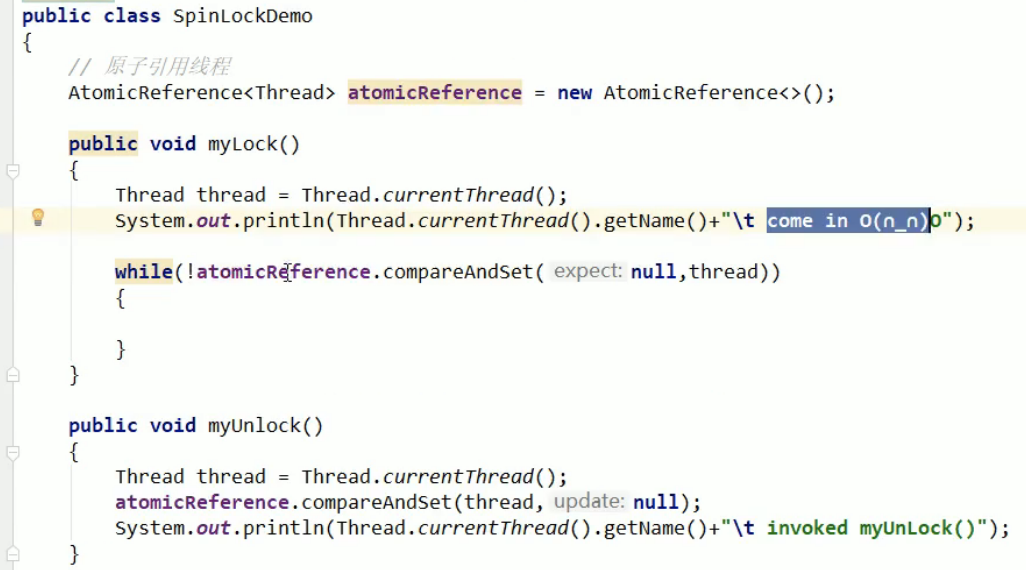 public class SpinLockDemo
{
// 原子引用线程
AtomicReference<Thread> atomicReference = new AtomicReference<>();
public void myLock()
{
Thread thread = Thread.currentThread();
System.out.println(Thread.currentThread().getName()+"\t come in O(∩_∩)O");
while(!atomicReference.compareAndSet( expect: null,thread))
{
}
}
public void myUnlock()
{
Thread thread = Thread.currentThread();
atomicReference.compareAndSet(thread, update: null);
System.out.println(Thread.currentThread().getName()+"\t invoked myUnLock()");
}